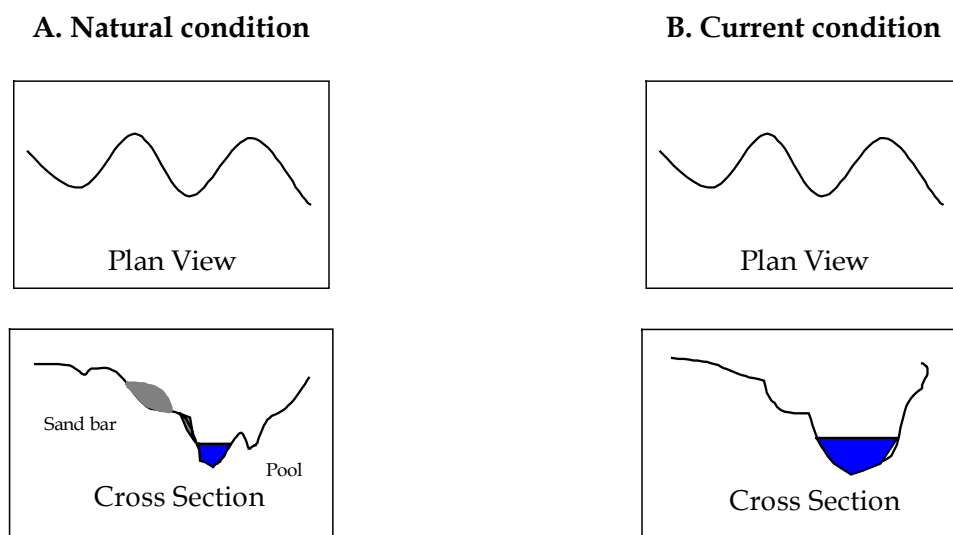 A. Natural condition
B. Current condition
Plan View
Plan View
Sand bar
Pool
Cross Section
Cross Section